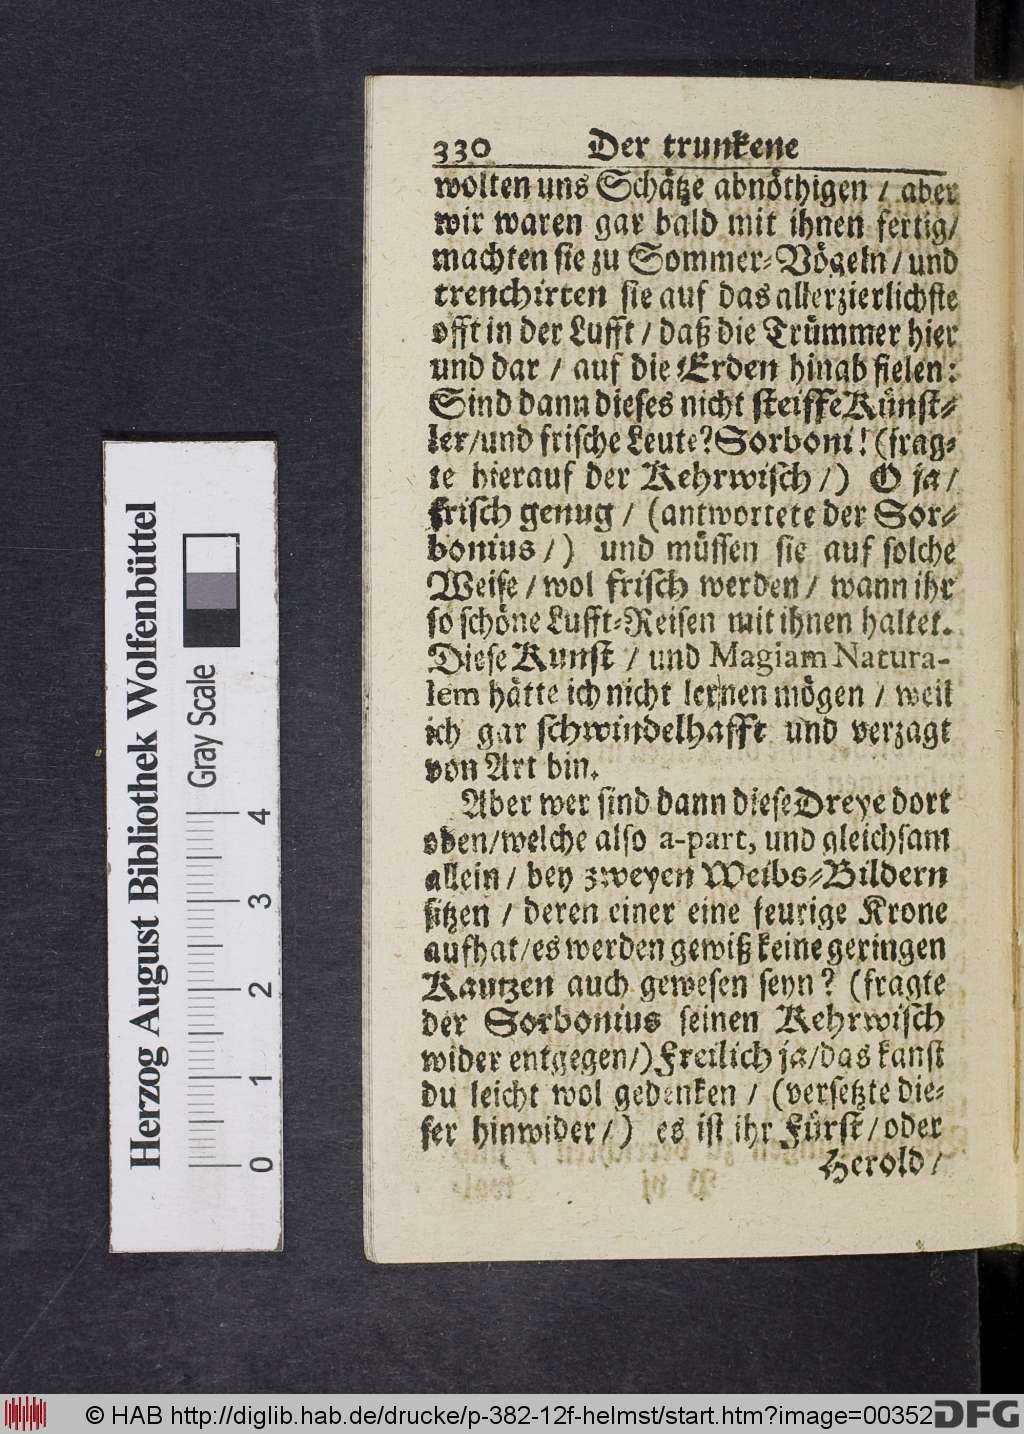 330 Der trunkene
wolten uns Schätze abnöthigen / aber
wir waren gar bald mit ihnen fertig/
machten sie zu Sommer-Vögeln / und
trenchirten sie auf das allerzierlichste
offt in der Lufft / daß die Trümmer hier
und dar / auf die Erden hinab fielen:
Sind dann dieses nicht steiffe Künst-
ler/und frische Leute? Sorboni! (frag-
te hierauf der Kehrwisch /) O ja /
frisch genug / (antwortete der Sor-
bonius /) und müssen sie auf solche
Weise / wol frisch werden / wann ihr
so schöne Lufft-Reisen mit ihnen haltet.
Diese Kunst / und Magiam Natura-
lem hätte ich nicht lernen mögen / weil
ich gar schwindelhafft und verzagt
von Art bin.
Aber wer sind dann diese Dreye dort
oben/welche also a-part, und gleichsam
allein / bey zweyen Weibs-Bildern
sitzen / deren einer eine feurige Krone
aufhat/es werden gewiß keine geringen
Kautzen auch gewesen seyn? (fragte
der Sorbonius seinen Kehrwisch
wider entgegen/) Freilich ja/das kanst
du leicht wol gedenken / (versetzte die-
ser hinwider /) es ist ihr Fürst / oder
Herold /
Herzog August Bibliothek Wolfenbüttel
Gray Scale
0 1 2 3 4
© HAB http://diglib.hab.de/drucke/p-382-12f-helmst/start.htm?image=00352
DFG